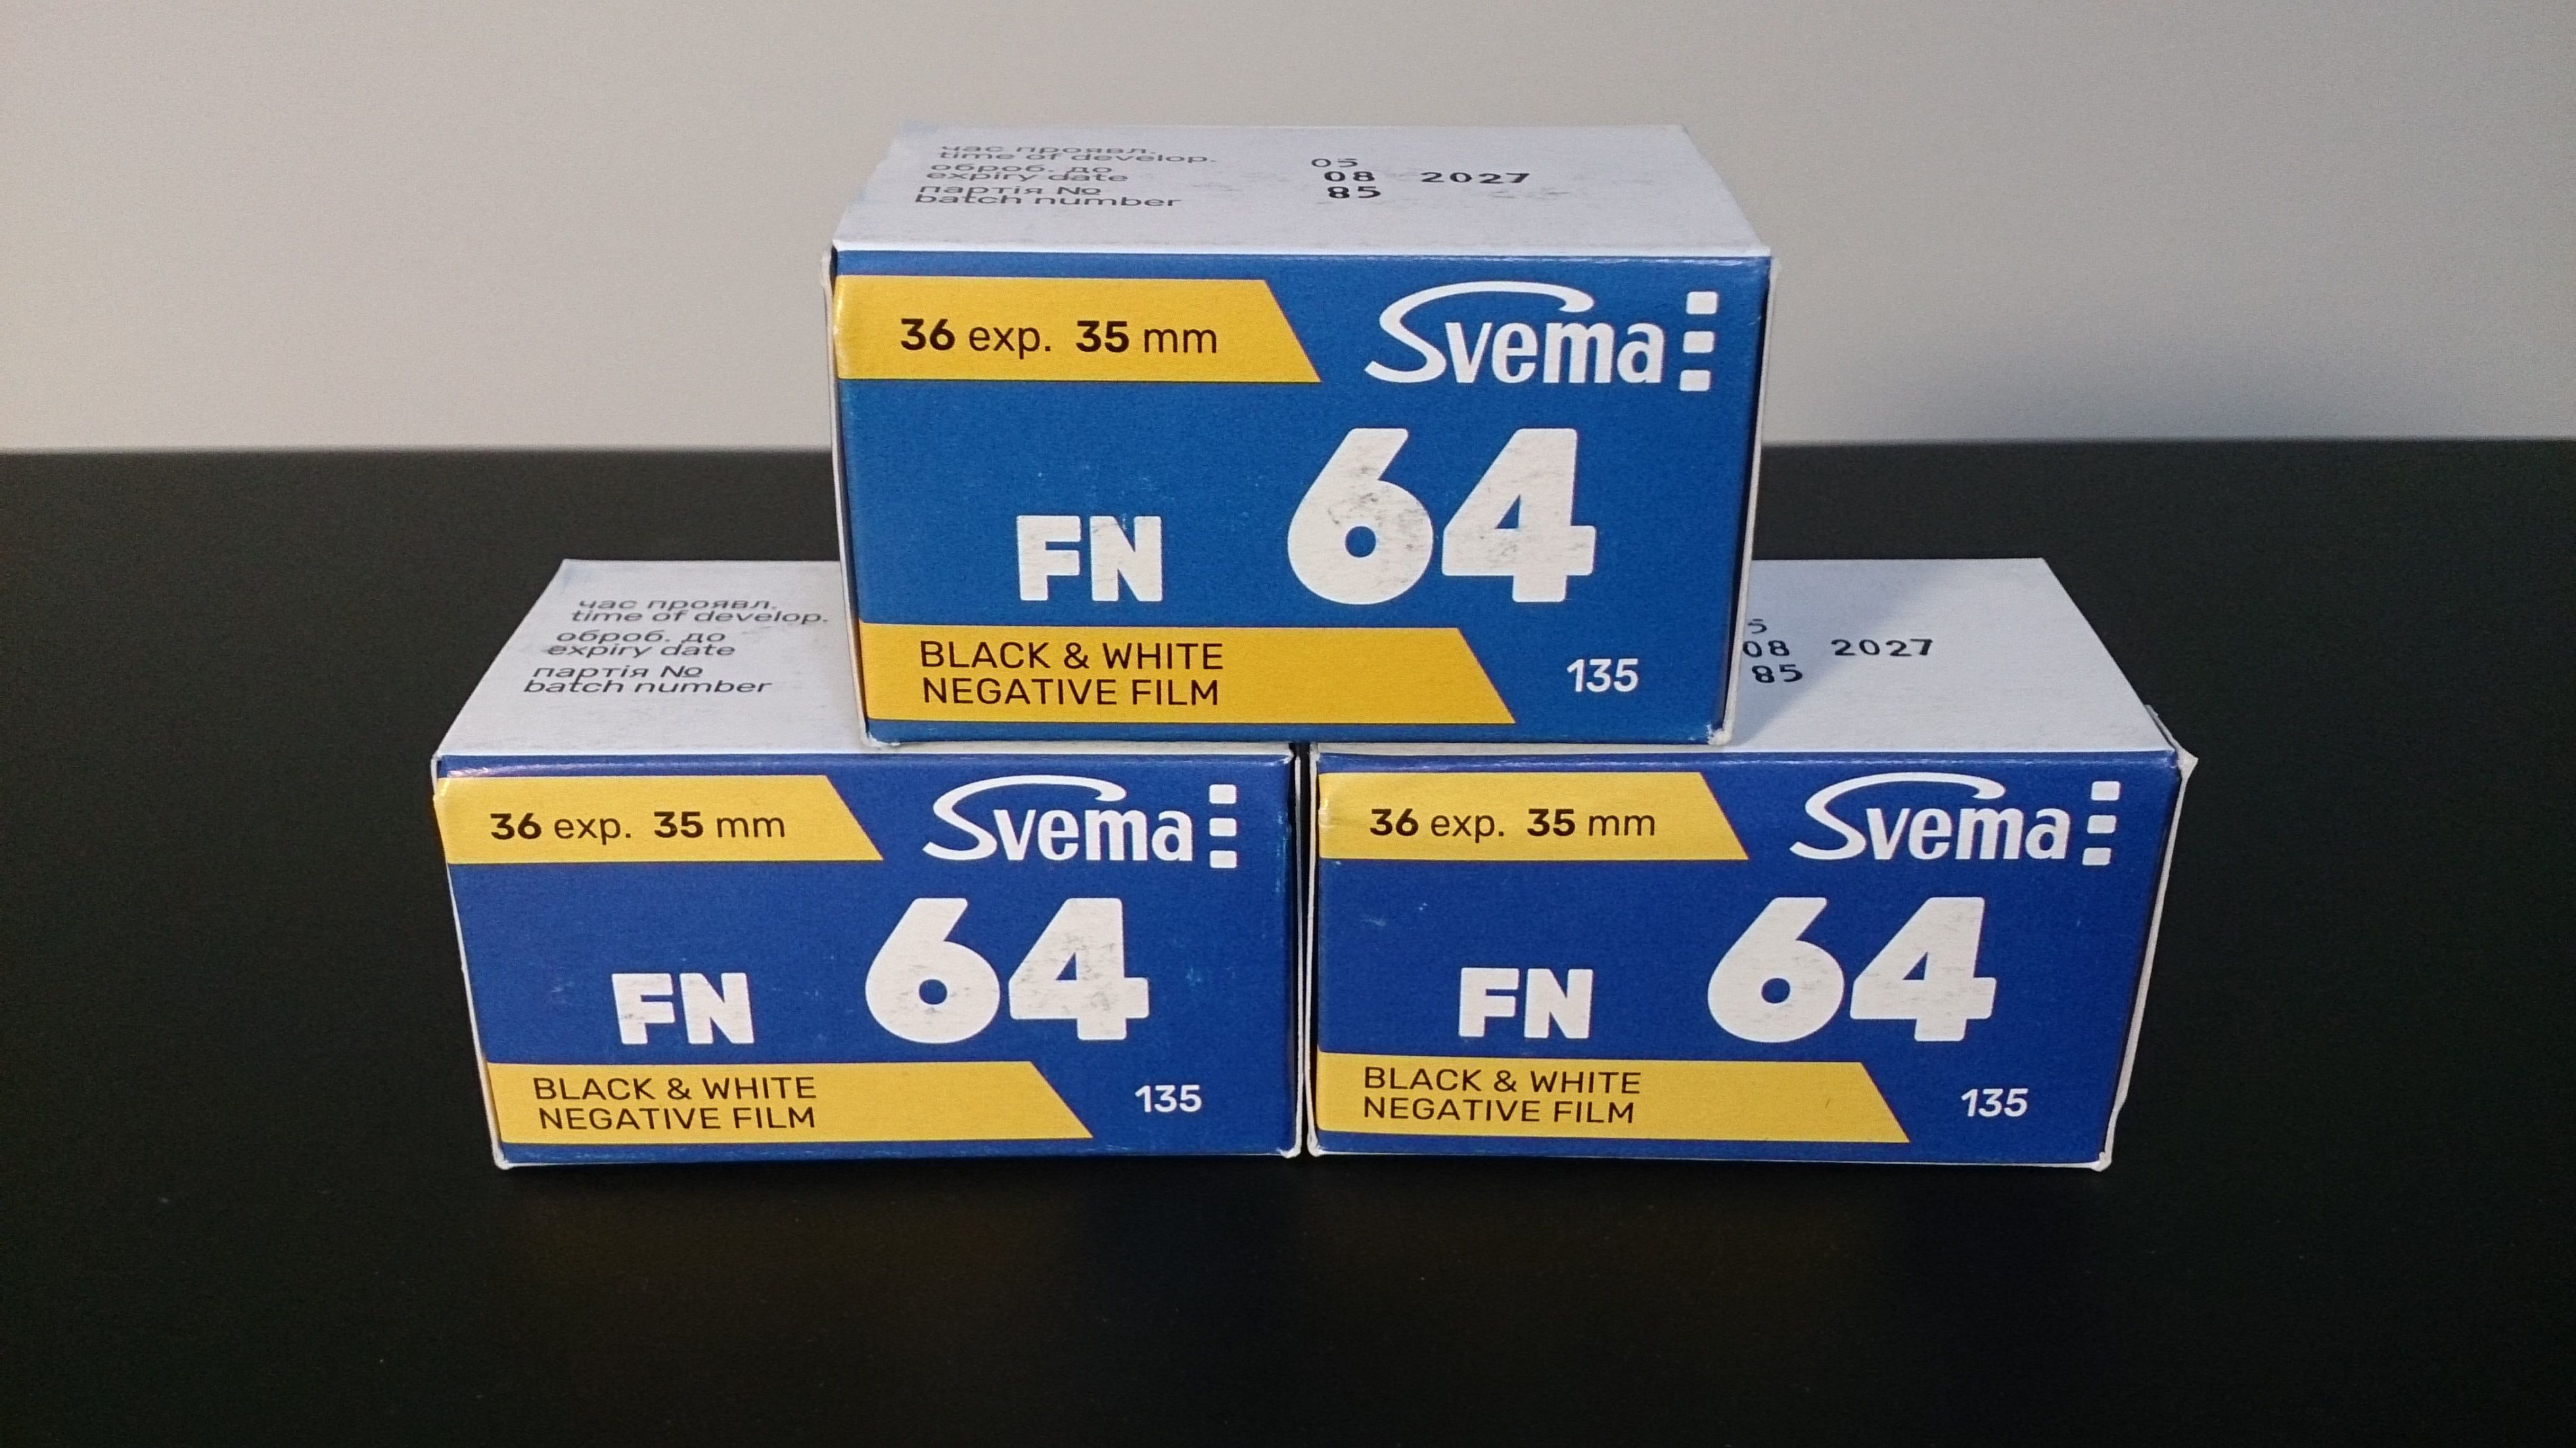 час проявл.
time of develop. 05
оброб. до
expiry date 08 2027
партія №
batch number 85
36 exp. 35 mm
Svema
FN 64
BLACK & WHITE
NEGATIVE FILM
135
час проявл.
time of develop.
оброб. до
expiry date
партія №
batch number
36 exp. 35 mm
Svema
FN 64
BLACK & WHITE
NEGATIVE FILM
135
5
08 2027
85
36 exp. 35 mm
Svema
FN 64
BLACK & WHITE
NEGATIVE FILM
135